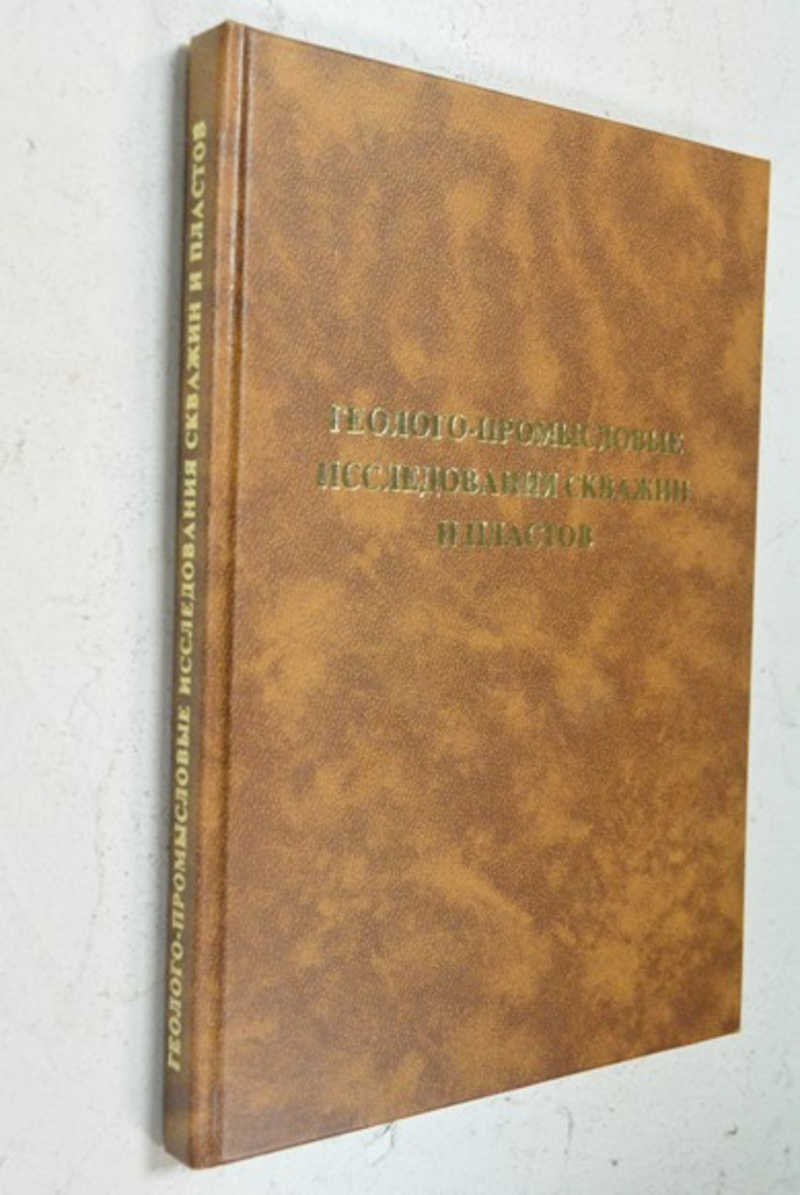 ГЕОЛОГО-ПРОМЫСЛОВЫЕ ИССЛЕДОВАНИЯ СКВАЖИН И ПЛАСТОВ
ГЕОЛОГО-ПРОМЫСЛОВЫЕ
ИССЛЕДОВАНИЯ СКВАЖИН
И ПЛАСТОВ